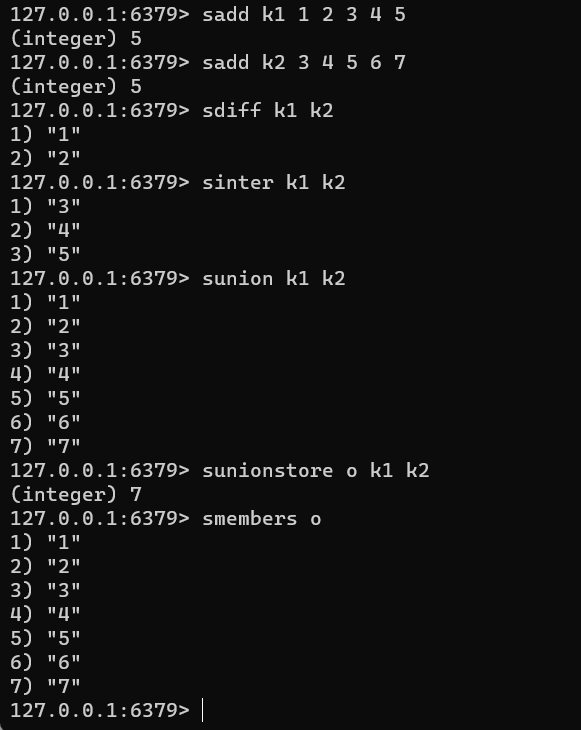 127.0.0.1:6379> sadd k1 1 2 3 4 5
(integer) 5
127.0.0.1:6379> sadd k2 3 4 5 6 7
(integer) 5
127.0.0.1:6379> sdiff k1 k2
1) "1"
2) "2"
127.0.0.1:6379> sinter k1 k2
1) "3"
2) "4"
3) "5"
127.0.0.1:6379> sunion k1 k2
1) "1"
2) "2"
3) "3"
4) "4"
5) "5"
6) "6"
7) "7"
127.0.0.1:6379> sunionstore o k1 k2
(integer) 7
127.0.0.1:6379> smembers o
1) "1"
2) "2"
3) "3"
4) "4"
5) "5"
6) "6"
7) "7"
127.0.0.1:6379>